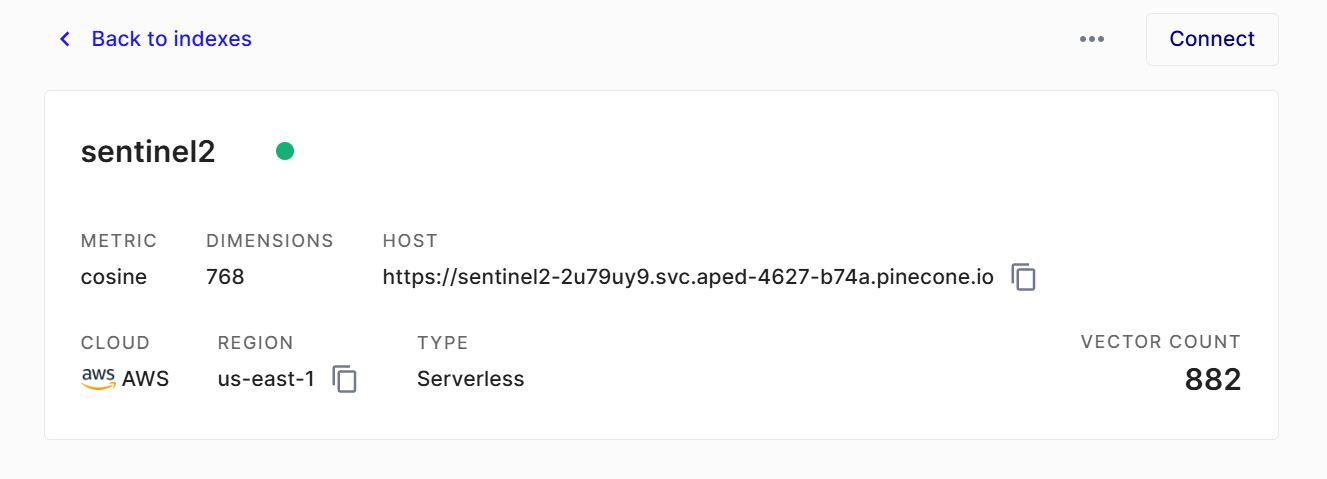 Back to indexes
Connect
sentinel2
METRIC DIMENSIONS HOST
cosine 768 https://sentinel2-2u79uy9.svc.aped-4627-b74a.pinecone.io
CLOUD REGION TYPE VECTOR COUNT
aws AWS us-east-1 Serverless 882